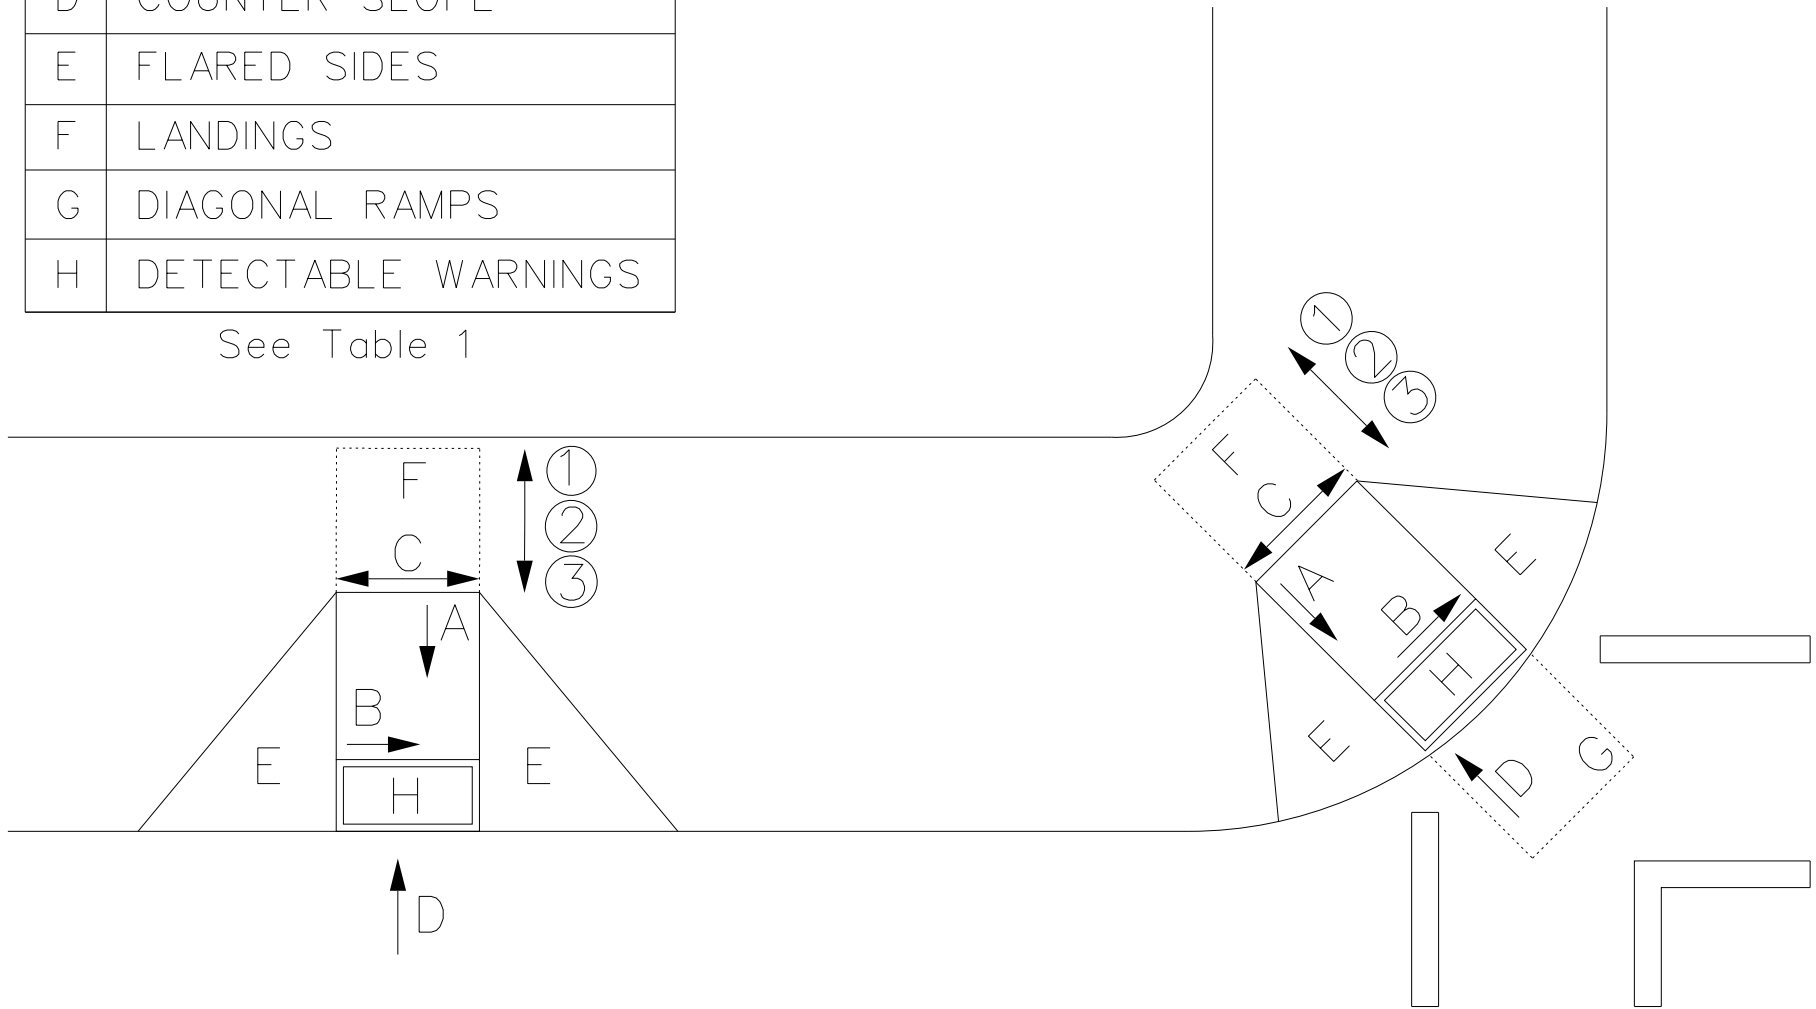 D COUNTER SLOPE
E FLARED SIDES
F LANDINGS
G DIAGONAL RAMPS
H DETECTABLE WARNINGS
See Table 1
F
C
A
B
E
E
H
D
1
2
3
1
2
3
F
C
A
B
E
E
H
D
G